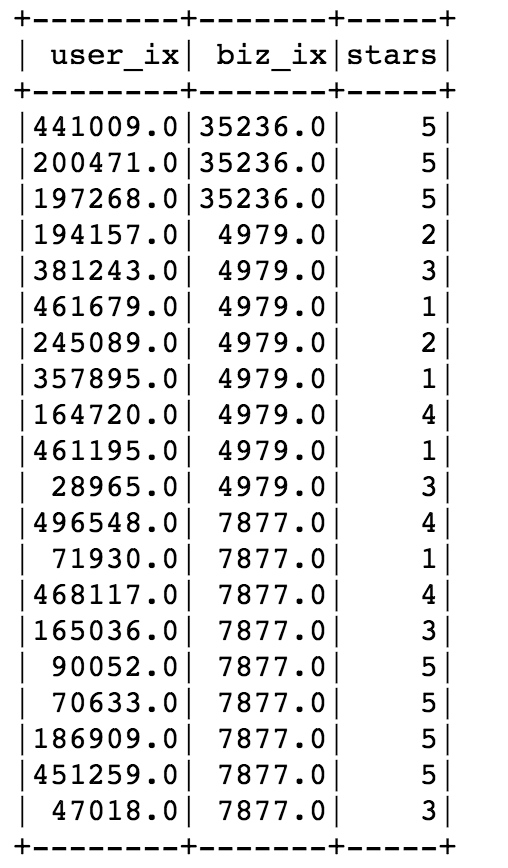 +--------+-------+-----+
| user_ix| biz_ix|stars|
+--------+-------+-----+
|441009.0|35236.0|    5|
|200471.0|35236.0|    5|
|197268.0|35236.0|    5|
|194157.0| 4979.0|    2|
|381243.0| 4979.0|    3|
|461679.0| 4979.0|    1|
|245089.0| 4979.0|    2|
|357895.0| 4979.0|    1|
|164720.0| 4979.0|    4|
|461195.0| 4979.0|    1|
| 28965.0| 4979.0|    3|
|496548.0| 7877.0|    4|
| 71930.0| 7877.0|    1|
|468117.0| 7877.0|    4|
|165036.0| 7877.0|    3|
| 90052.0| 7877.0|    5|
| 70633.0| 7877.0|    5|
|186909.0| 7877.0|    5|
|451259.0| 7877.0|    5|
| 47018.0| 7877.0|    3|
+--------+-------+-----+